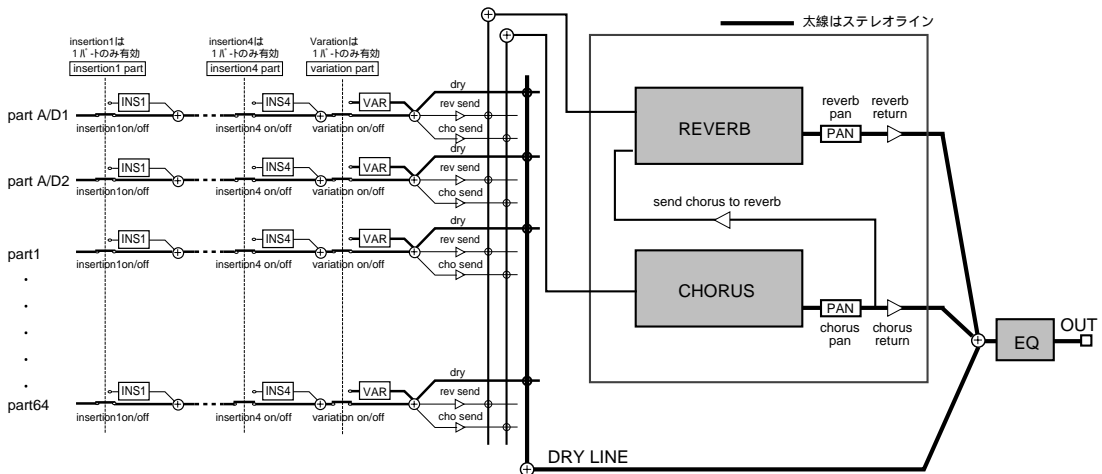 太線はステレオライン
insertion1は
1ﾊﾟｰﾄのみ有効
insertion1 part
insertion4は
1ﾊﾟｰﾄのみ有効
insertion4 part
Varationは
1ﾊﾟｰﾄのみ有効
variation part
part A/D1
INS1
insertion1on/off
INS4
insertion4 on/off
VAR
variation on/off
dry
rev send
cho send
part A/D2
INS1
insertion1on/off
INS4
insertion4 on/off
VAR
variation on/off
dry
rev send
cho send
part1
INS1
insertion1on/off
INS4
insertion4 on/off
VAR
variation on/off
dry
rev send
cho send
part64
INS1
insertion1on/off
INS4
insertion4 on/off
VAR
variation on/off
dry
rev send
cho send
REVERB
reverb
pan
PAN
reverb
return
send chorus to reverb
CHORUS
PAN
chorus
pan
chorus
return
EQ
OUT
DRY LINE